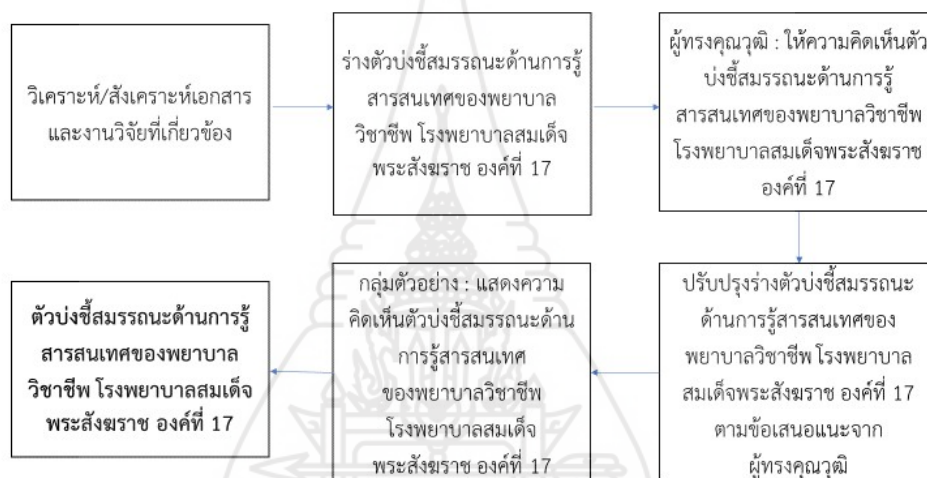 วิเคราะห์/สังเคราะห์เอกสาร
และงานวิจัยที่เกี่ยวข้อง
ร่างตัวบ่งชี้สมรรถนะด้านการรู้
สารสนเทศของพยาบาล
วิชาชีพ โรงพยาบาลสมเด็จ
พระสังฆราช องค์ที่ 17
ผู้ทรงคุณวุฒิ : ให้ความคิดเห็นตัว
บ่งชี้สมรรถนะด้านการรู้
สารสนเทศของพยาบาลวิชาชีพ
โรงพยาบาลสมเด็จพระสังฆราช
องค์ที่ 17
ปรับปรุงร่างตัวบ่งชี้สมรรถนะ
ด้านการรู้สารสนเทศของ
พยาบาลวิชาชีพ โรงพยาบาล
สมเด็จพระสังฆราช องค์ที่ 17
ตามข้อเสนอแนะจาก
ผู้ทรงคุณวุฒิ
กลุ่มตัวอย่าง : แสดงความ
คิดเห็นตัวบ่งชี้สมรรถนะด้าน
การรู้สารสนเทศ
ของพยาบาลวิชาชีพ
โรงพยาบาลสมเด็จ
พระสังฆราช องค์ที่ 17
ตัวบ่งชี้สมรรถนะด้านการรู้
สารสนเทศของพยาบาล
วิชาชีพ โรงพยาบาลสมเด็จ
พระสังฆราช องค์ที่ 17